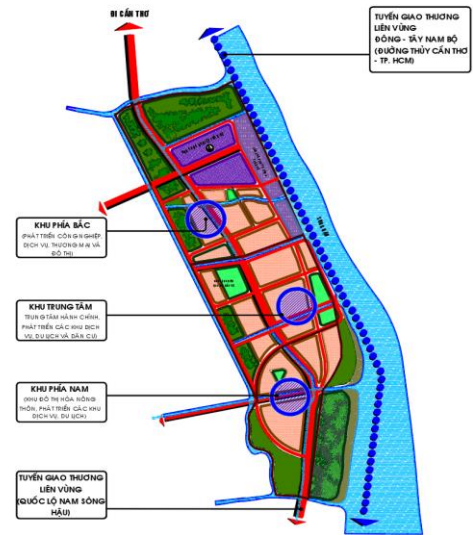 ĐI CẦN THƠ
TUYẾN GIAO THƯƠNG
LIÊN VÙNG
ĐÔNG - TÂY NAM BỘ
(ĐƯỜNG THỦY CẦN THƠ
- TP. HCM)
KHU PHÍA BẮC
(PHÁT TRIỂN CÔNG NGHIỆP,
DỊCH VỤ, THƯƠNG MẠI VÀ
ĐÔ THỊ)
KHU TRUNG TÂM
TRUNG TÂM HÀNH CHÍNH,
PHÁT TRIỂN CÁC KHU DỊCH
VỤ, DU LỊCH VÀ DÂN CƯ)
KHU PHÍA NAM
(KHU ĐÔ THỊ HÓA NÔNG
THÔN, PHÁT TRIỂN CÁC KHU
DỊCH VỤ, DU LỊCH)
TUYẾN GIAO THƯƠNG
LIÊN VÙNG
(QUỐC LỘ NAM SÔNG
HẬU)